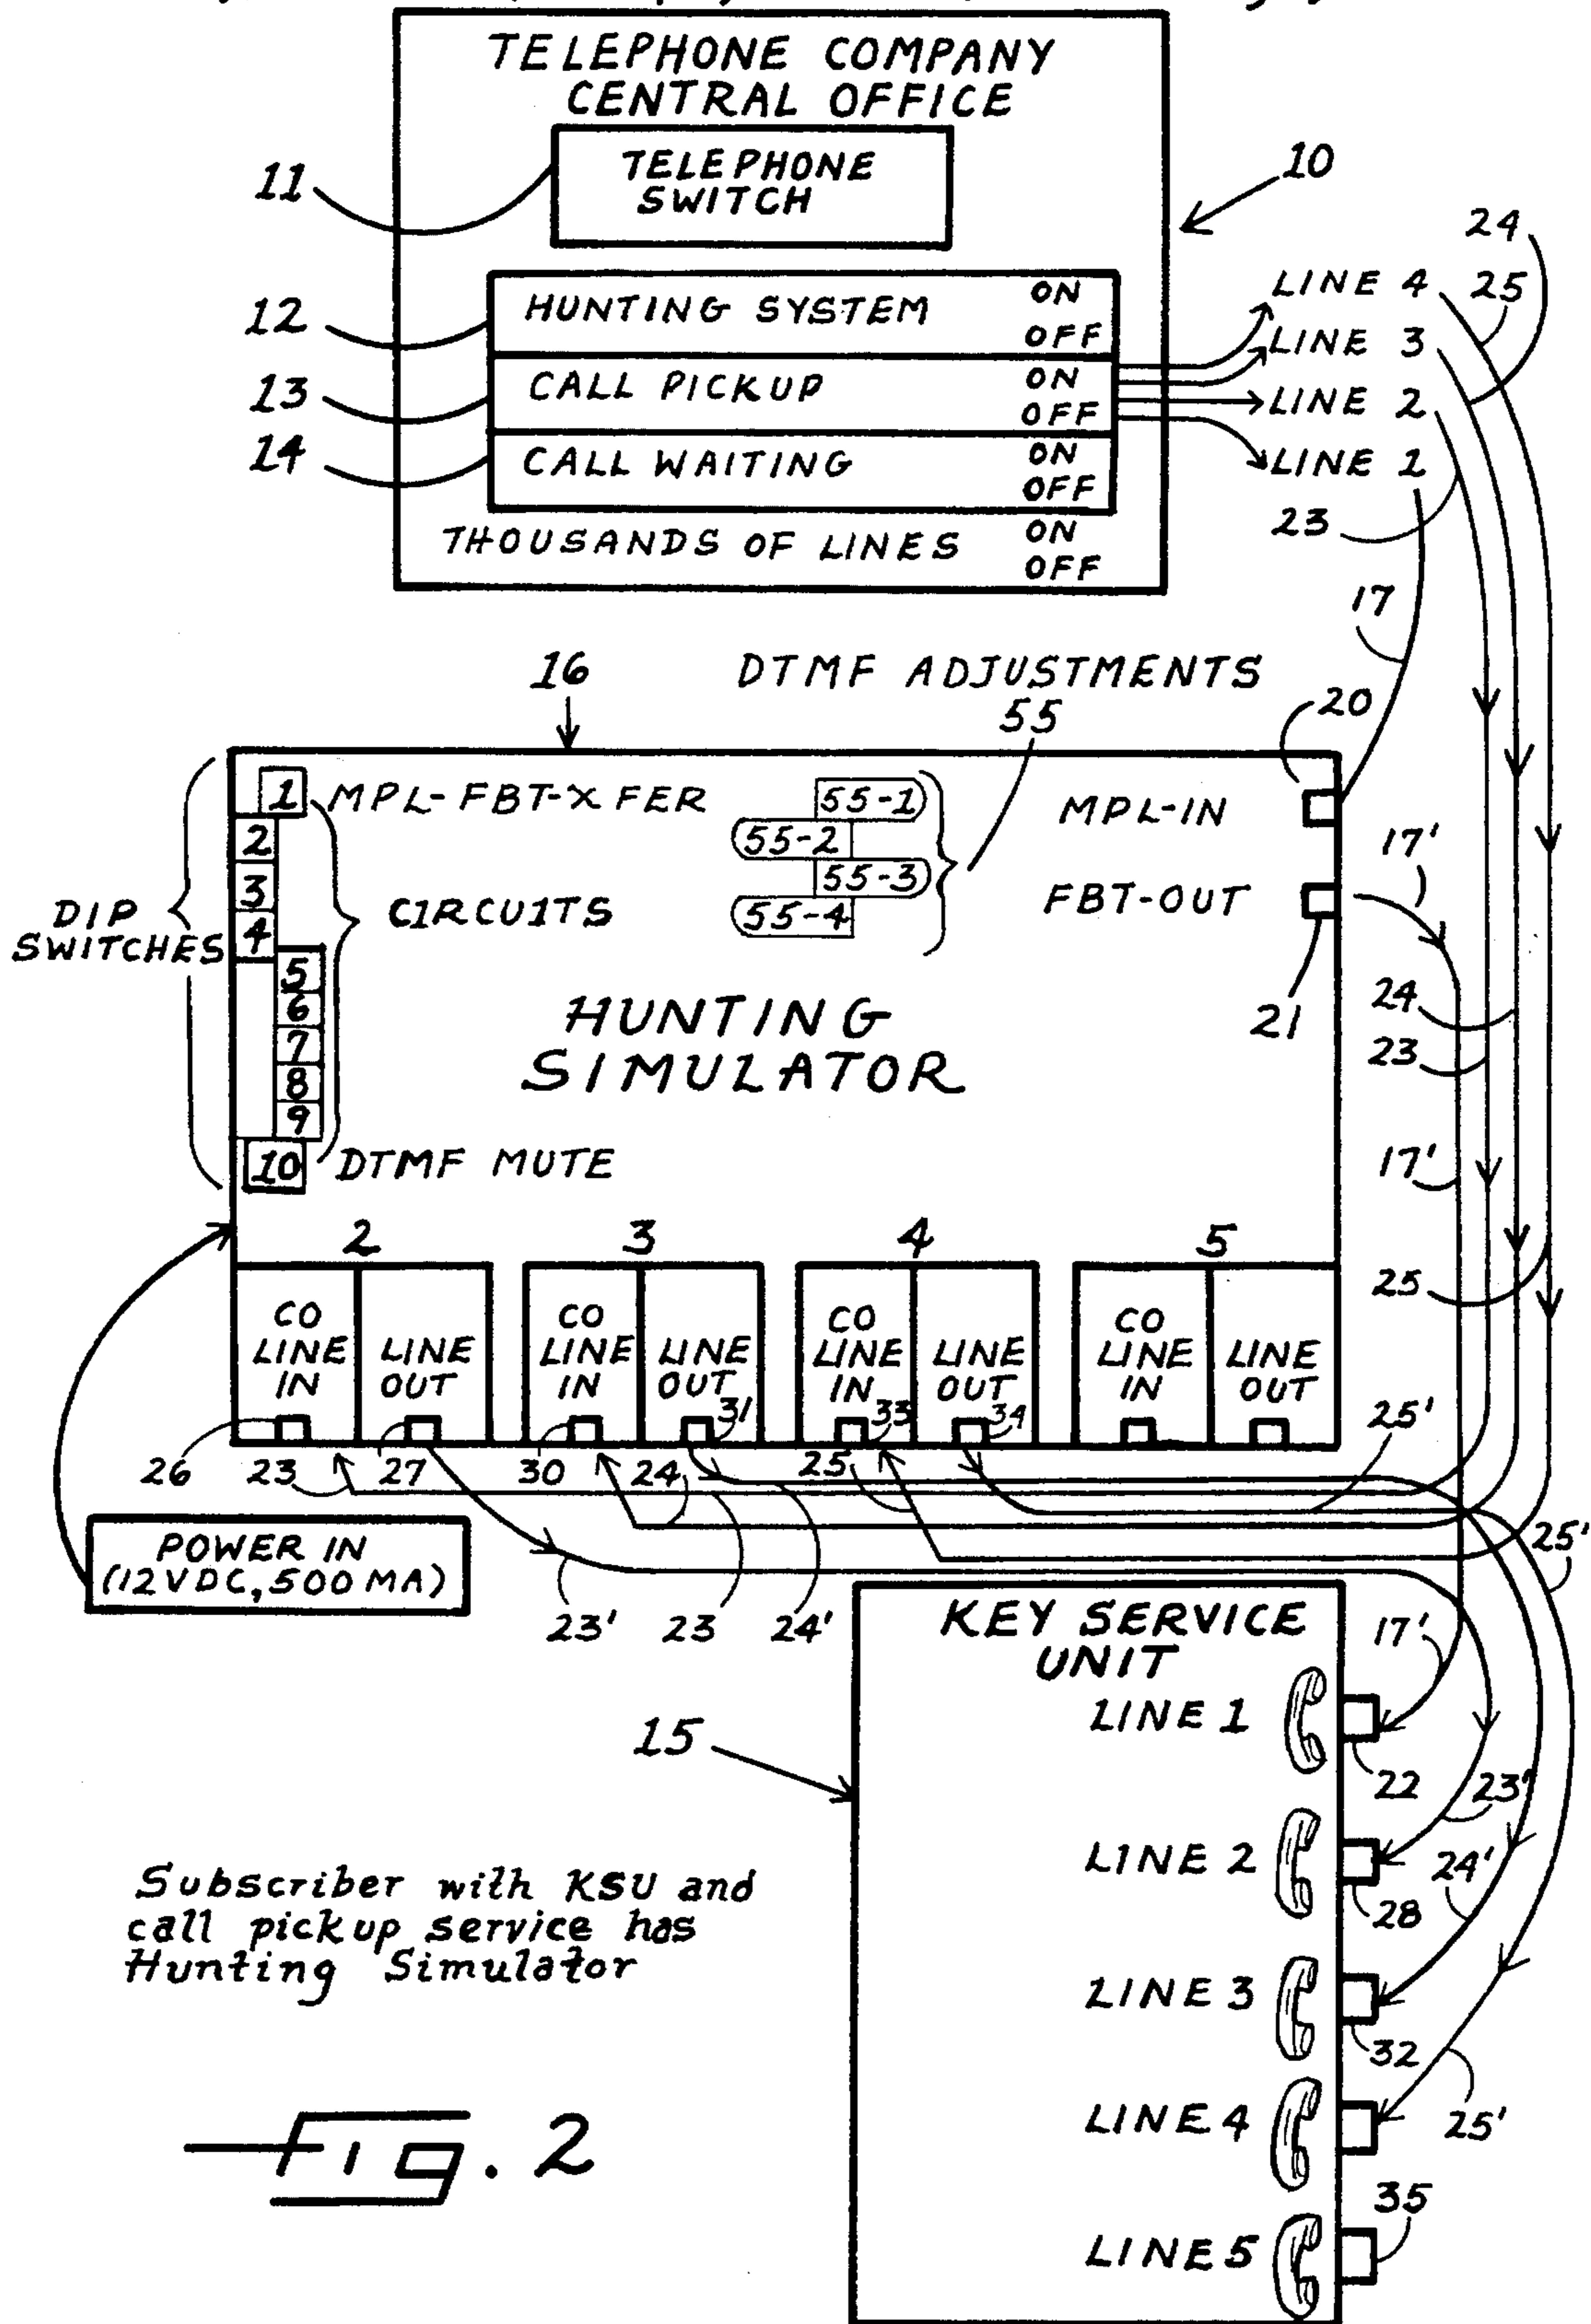 TELEPHONE COMPANY
CENTRAL OFFICE
TELEPHONE
SWITCH
11
10
24
12
HUNTING SYSTEM
ON
OFF
LINE 4
25
13
CALL PICKUP
ON
OFF
LINE 3
LINE 2
14
CALL WAITING
ON
OFF
LINE 1
THOUSANDS OF LINES
ON
OFF
23
17
16
DTMF ADJUSTMENTS
55
20
1
MPL-FBT-X FER
55-1
MPL-IN
2
55-2
17'
3
55-3
FBT-OUT
DIP
SWITCHES
4
CIRCUITS
55-4
5
6
7
8
9
10
DTMF MUTE
HUNTING
SIMULATOR
21
24
23
17'
2
3
4
5
25
CO
LINE
IN
LINE
OUT
CO
LINE
IN
LINE
OUT
CO
LINE
IN
LINE
OUT
CO
LINE
IN
LINE
OUT
31
33
34
25'
26
23
27
30
24
25
POWER IN
(12VDC, 500 MA)
25'
23'
23
24'
KEY SERVICE
UNIT
17'
LINE 1
15
22
23'
LINE 2
24'
28
Subscriber with KSU and
call pickup service has
Hunting Simulator
LINE 3
32
LINE 4
25'
Fig. 2
35
LINE 5